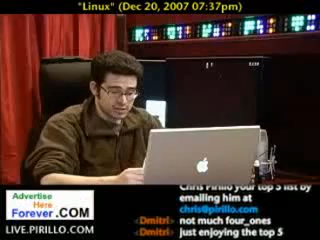 "Linux" (Dec 20, 2007 07:37pm)
Advertise
Here
Forever .COM
LIVE.PIRILLO.COM
Chris Pirillo your top 5 list by
emailing him at
chris@pirillo.com
<Dmitri> not much four_ones
<Dmitri> just enjoying the top 5